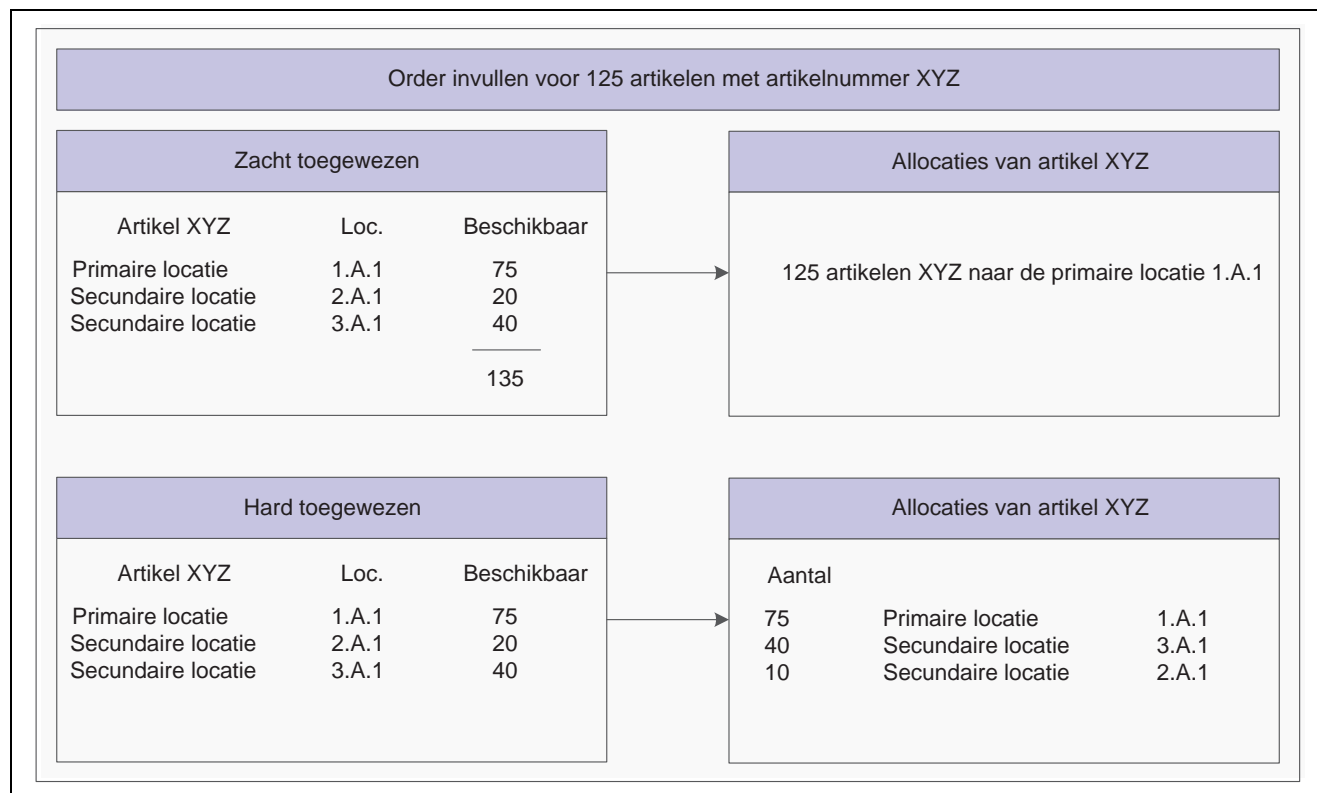 Order invullen voor 125 artikelen met artikelnummer XYZ
Zacht toegewezen
Artikel XYZ Loc. Beschikbaar
Primaire locatie 1.A.1 75
Secundaire locatie 2.A.1 20
Secundaire locatie 3.A.1 40
135
Allocaties van artikel XYZ
125 artikelen XYZ naar de primaire locatie 1.A.1
Hard toegewezen
Artikel XYZ Loc. Beschikbaar
Primaire locatie 1.A.1 75
Secundaire locatie 2.A.1 20
Secundaire locatie 3.A.1 40
Allocaties van artikel XYZ
Aantal
75 Primaire locatie 1.A.1
40 Secundaire locatie 3.A.1
10 Secundaire locatie 2.A.1